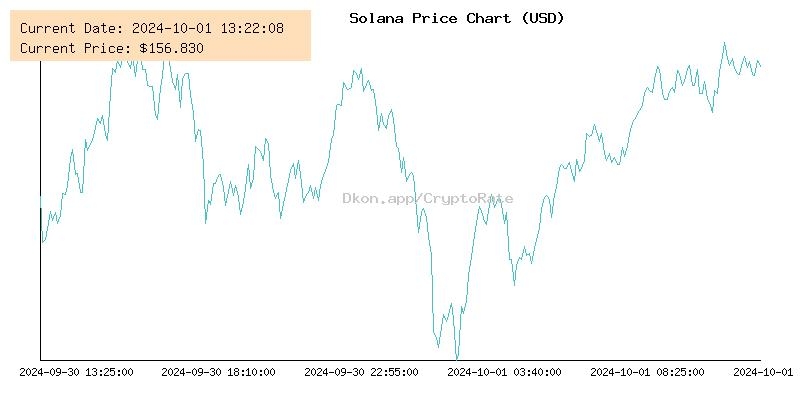 Solana Price Chart (USD)
Current Date: 2024-10-01 13:22:08
Current Price: $156.830
Dkon.app/CryptoRate
2024-09-30 13:25:00 2024-09-30 18:10:00 2024-09-30 22:55:00 2024-10-01 03:40:00 2024-10-01 08:25:00 2024-10-01